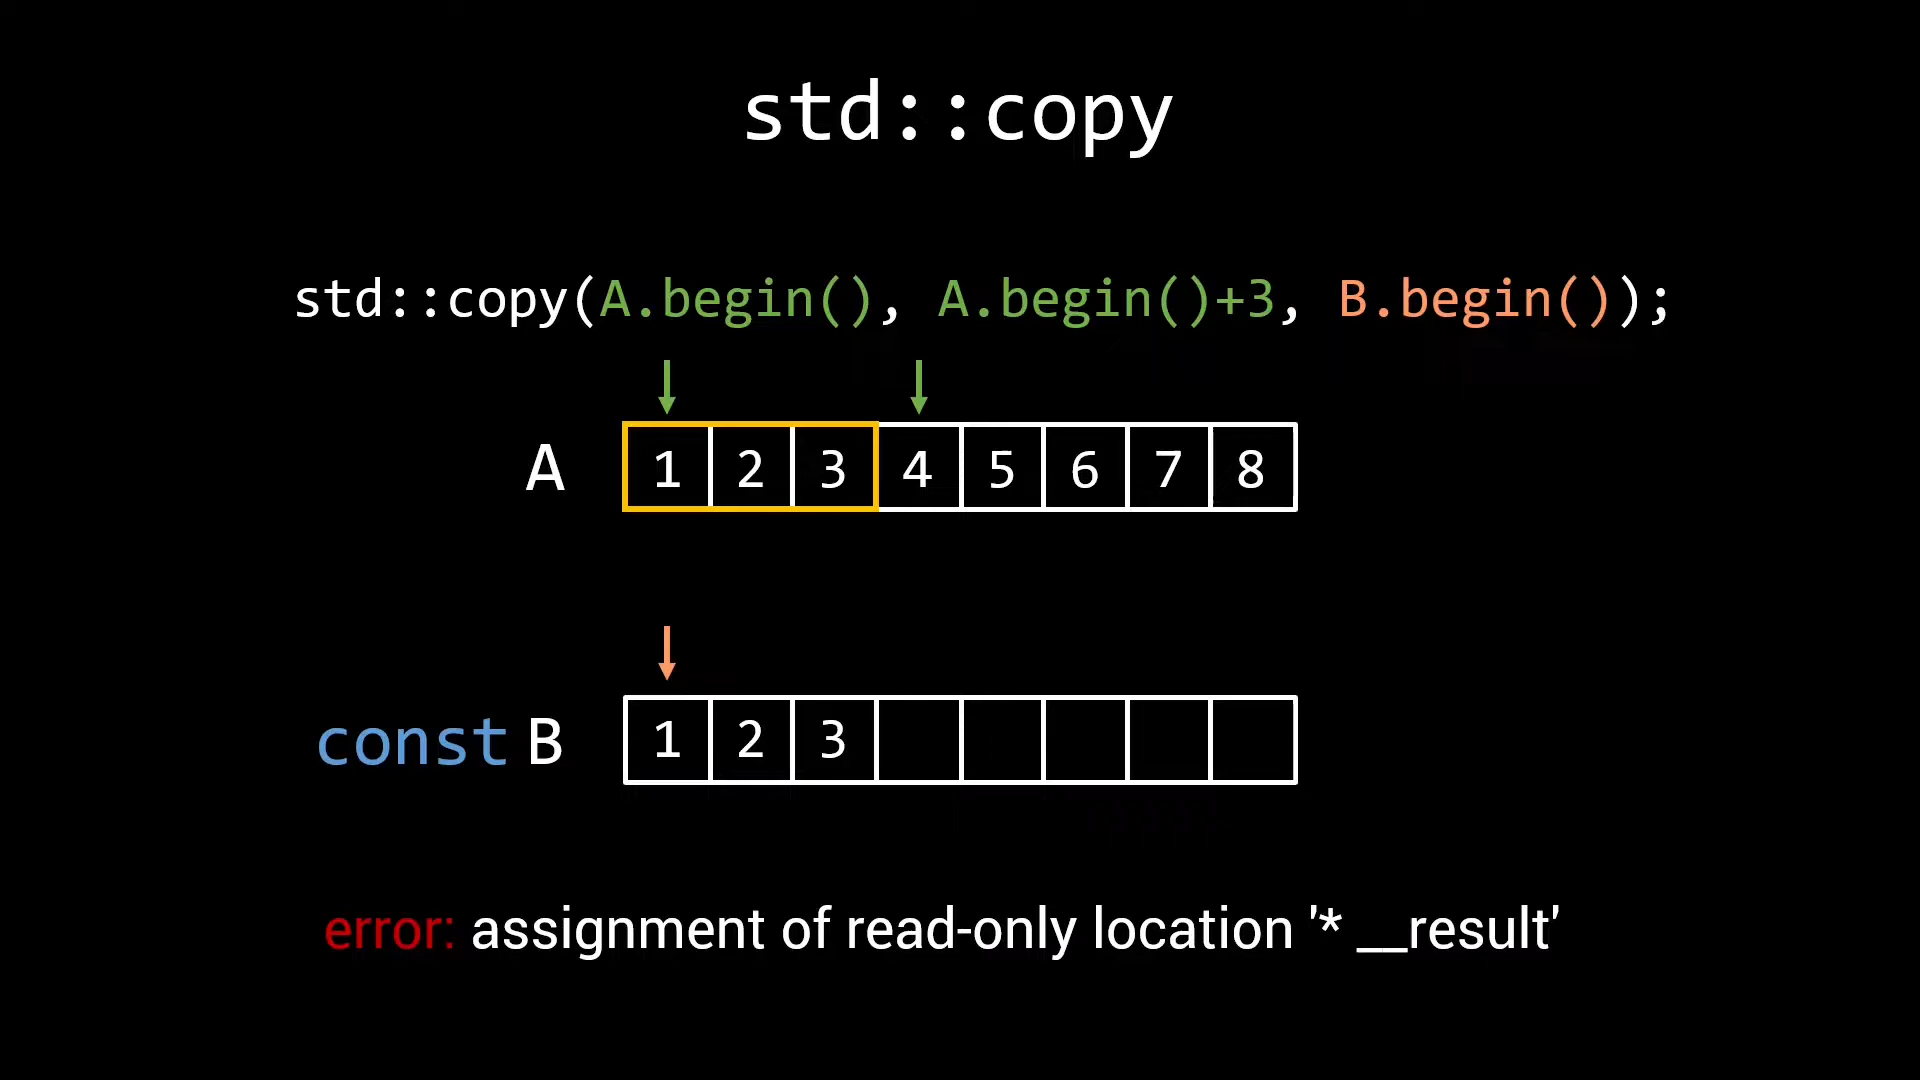 std::copy
std::copy(A.begin(), A.begin()+3, B.begin());
A 1 2 3 4 5 6 7 8
const B 1 2 3
error: assignment of read-only location '* __result'